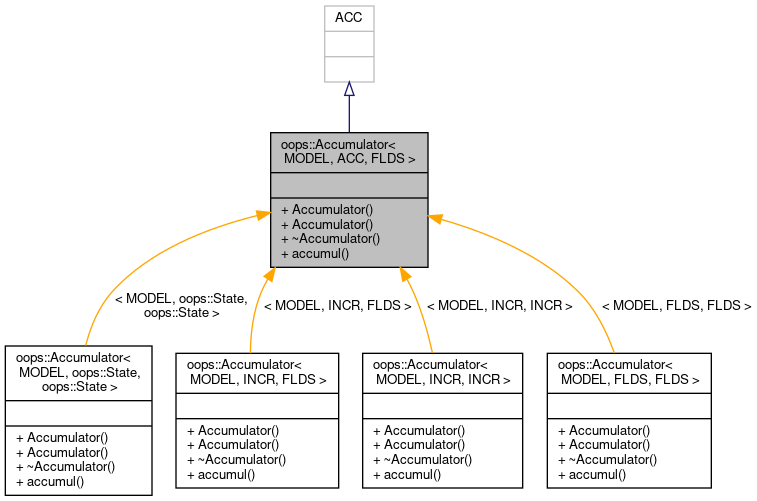 ACC
oops::Accumulator<
MODEL, ACC, FLDS >
+ Accumulator()
+ Accumulator()
+ ~Accumulator()
+ accumul()
< MODEL, oops::State,
oops::State >
< MODEL, INCR, FLDS >
< MODEL, INCR, INCR >
< MODEL, FLDS, FLDS >
oops::Accumulator<
MODEL, oops::State,
oops::State >
+ Accumulator()
+ Accumulator()
+ ~Accumulator()
+ accumul()
oops::Accumulator<
MODEL, INCR, FLDS >
+ Accumulator()
+ Accumulator()
+ ~Accumulator()
+ accumul()
oops::Accumulator<
MODEL, INCR, INCR >
+ Accumulator()
+ Accumulator()
+ ~Accumulator()
+ accumul()
oops::Accumulator<
MODEL, FLDS, FLDS >
+ Accumulator()
+ Accumulator()
+ ~Accumulator()
+ accumul()